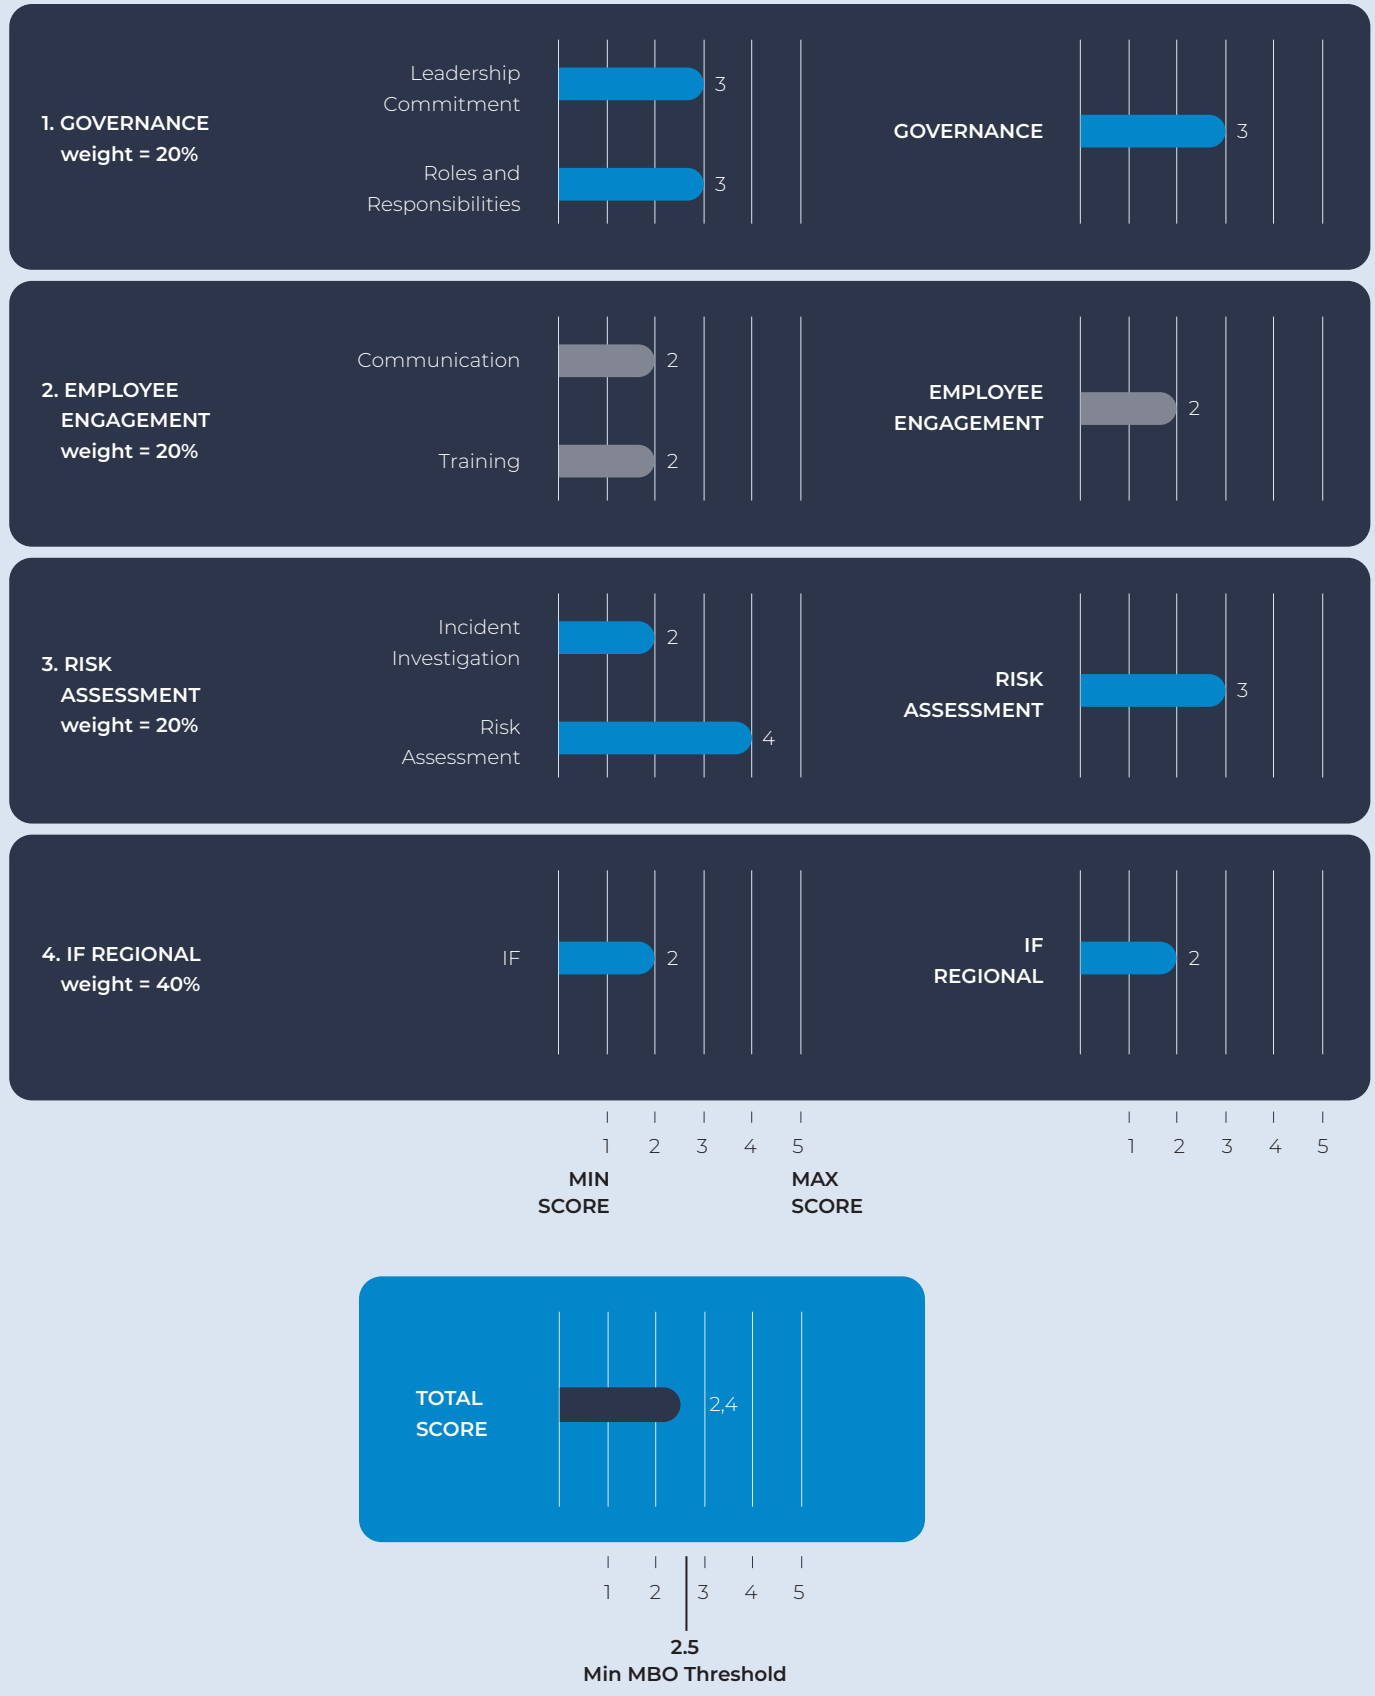 1. GOVERNANCE
weight = 20%
Leadership
Commitment
3
Roles and
Responsibilities
3
GOVERNANCE
3
2. EMPLOYEE
ENGAGEMENT
weight = 20%
Communication
2
Training
2
EMPLOYEE
ENGAGEMENT
2
3. RISK
ASSESSMENT
weight = 20%
Incident
Investigation
2
Risk
Assessment
4
RISK
ASSESSMENT
3
4. IF REGIONAL
weight = 40%
IF
2
IF
REGIONAL
2
1 2 3 4 5
MIN
SCORE
MAX
SCORE
1 2 3 4 5
TOTAL
SCORE
2,4
1 2 3 4 5
2.5
Min MBO Threshold